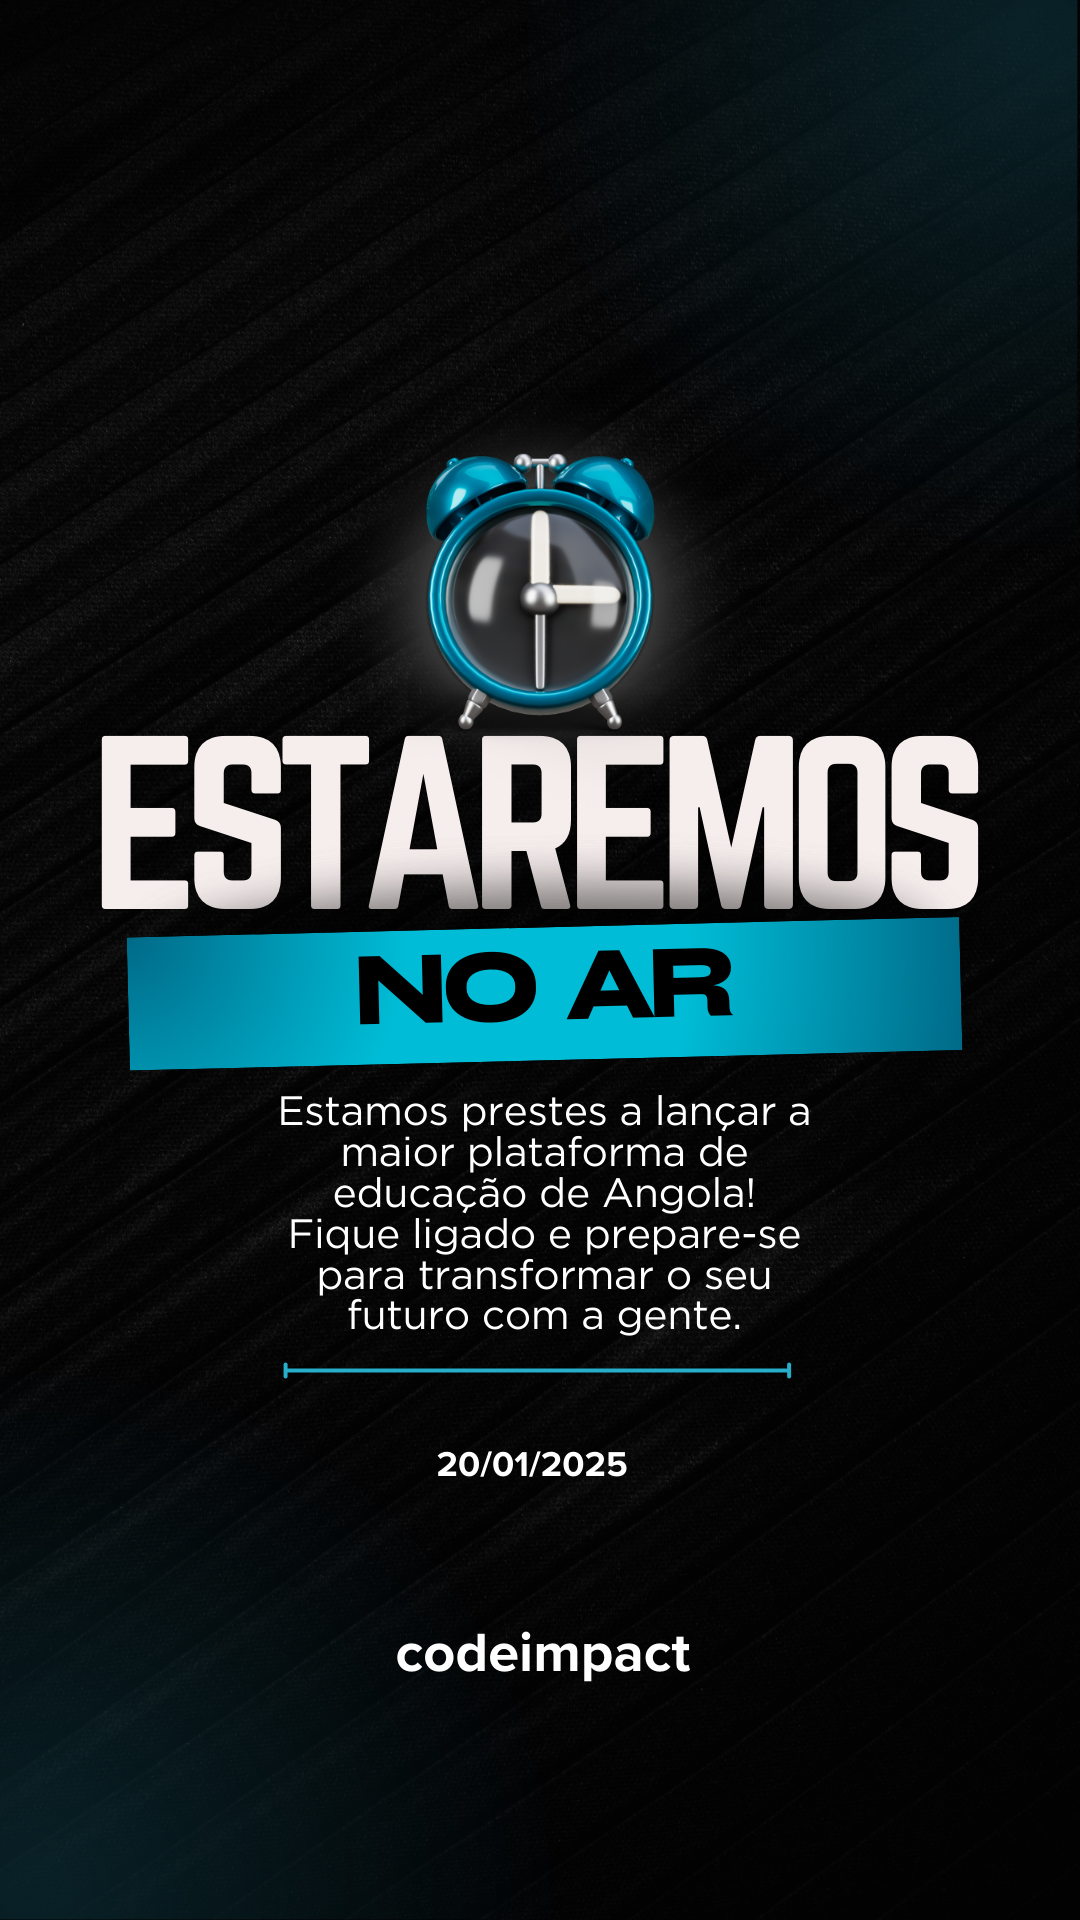 ESTAREMOS
NO AR
Estamos prestes a lançar a
maior plataforma de
educação de Angola!
Fique ligado e prepare-se
para transformar o seu
futuro com a gente.
20/01/2025
codeimpact